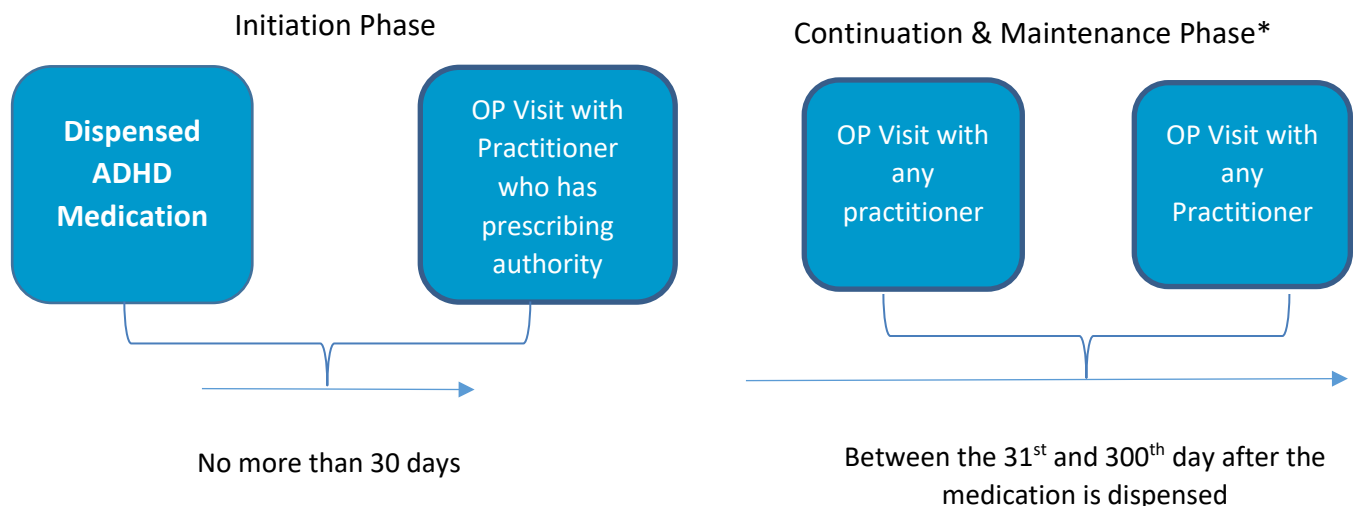 Initiation Phase
Continuation & Maintenance Phase*
Dispensed
ADHD
Medication
OP Visit with
Practitioner
who has
prescribing
authority
OP Visit with
any
practitioner
OP Visit with
any
Practitioner
No more than 30 days
Between the 31st and 300th day after the
medication is dispensed